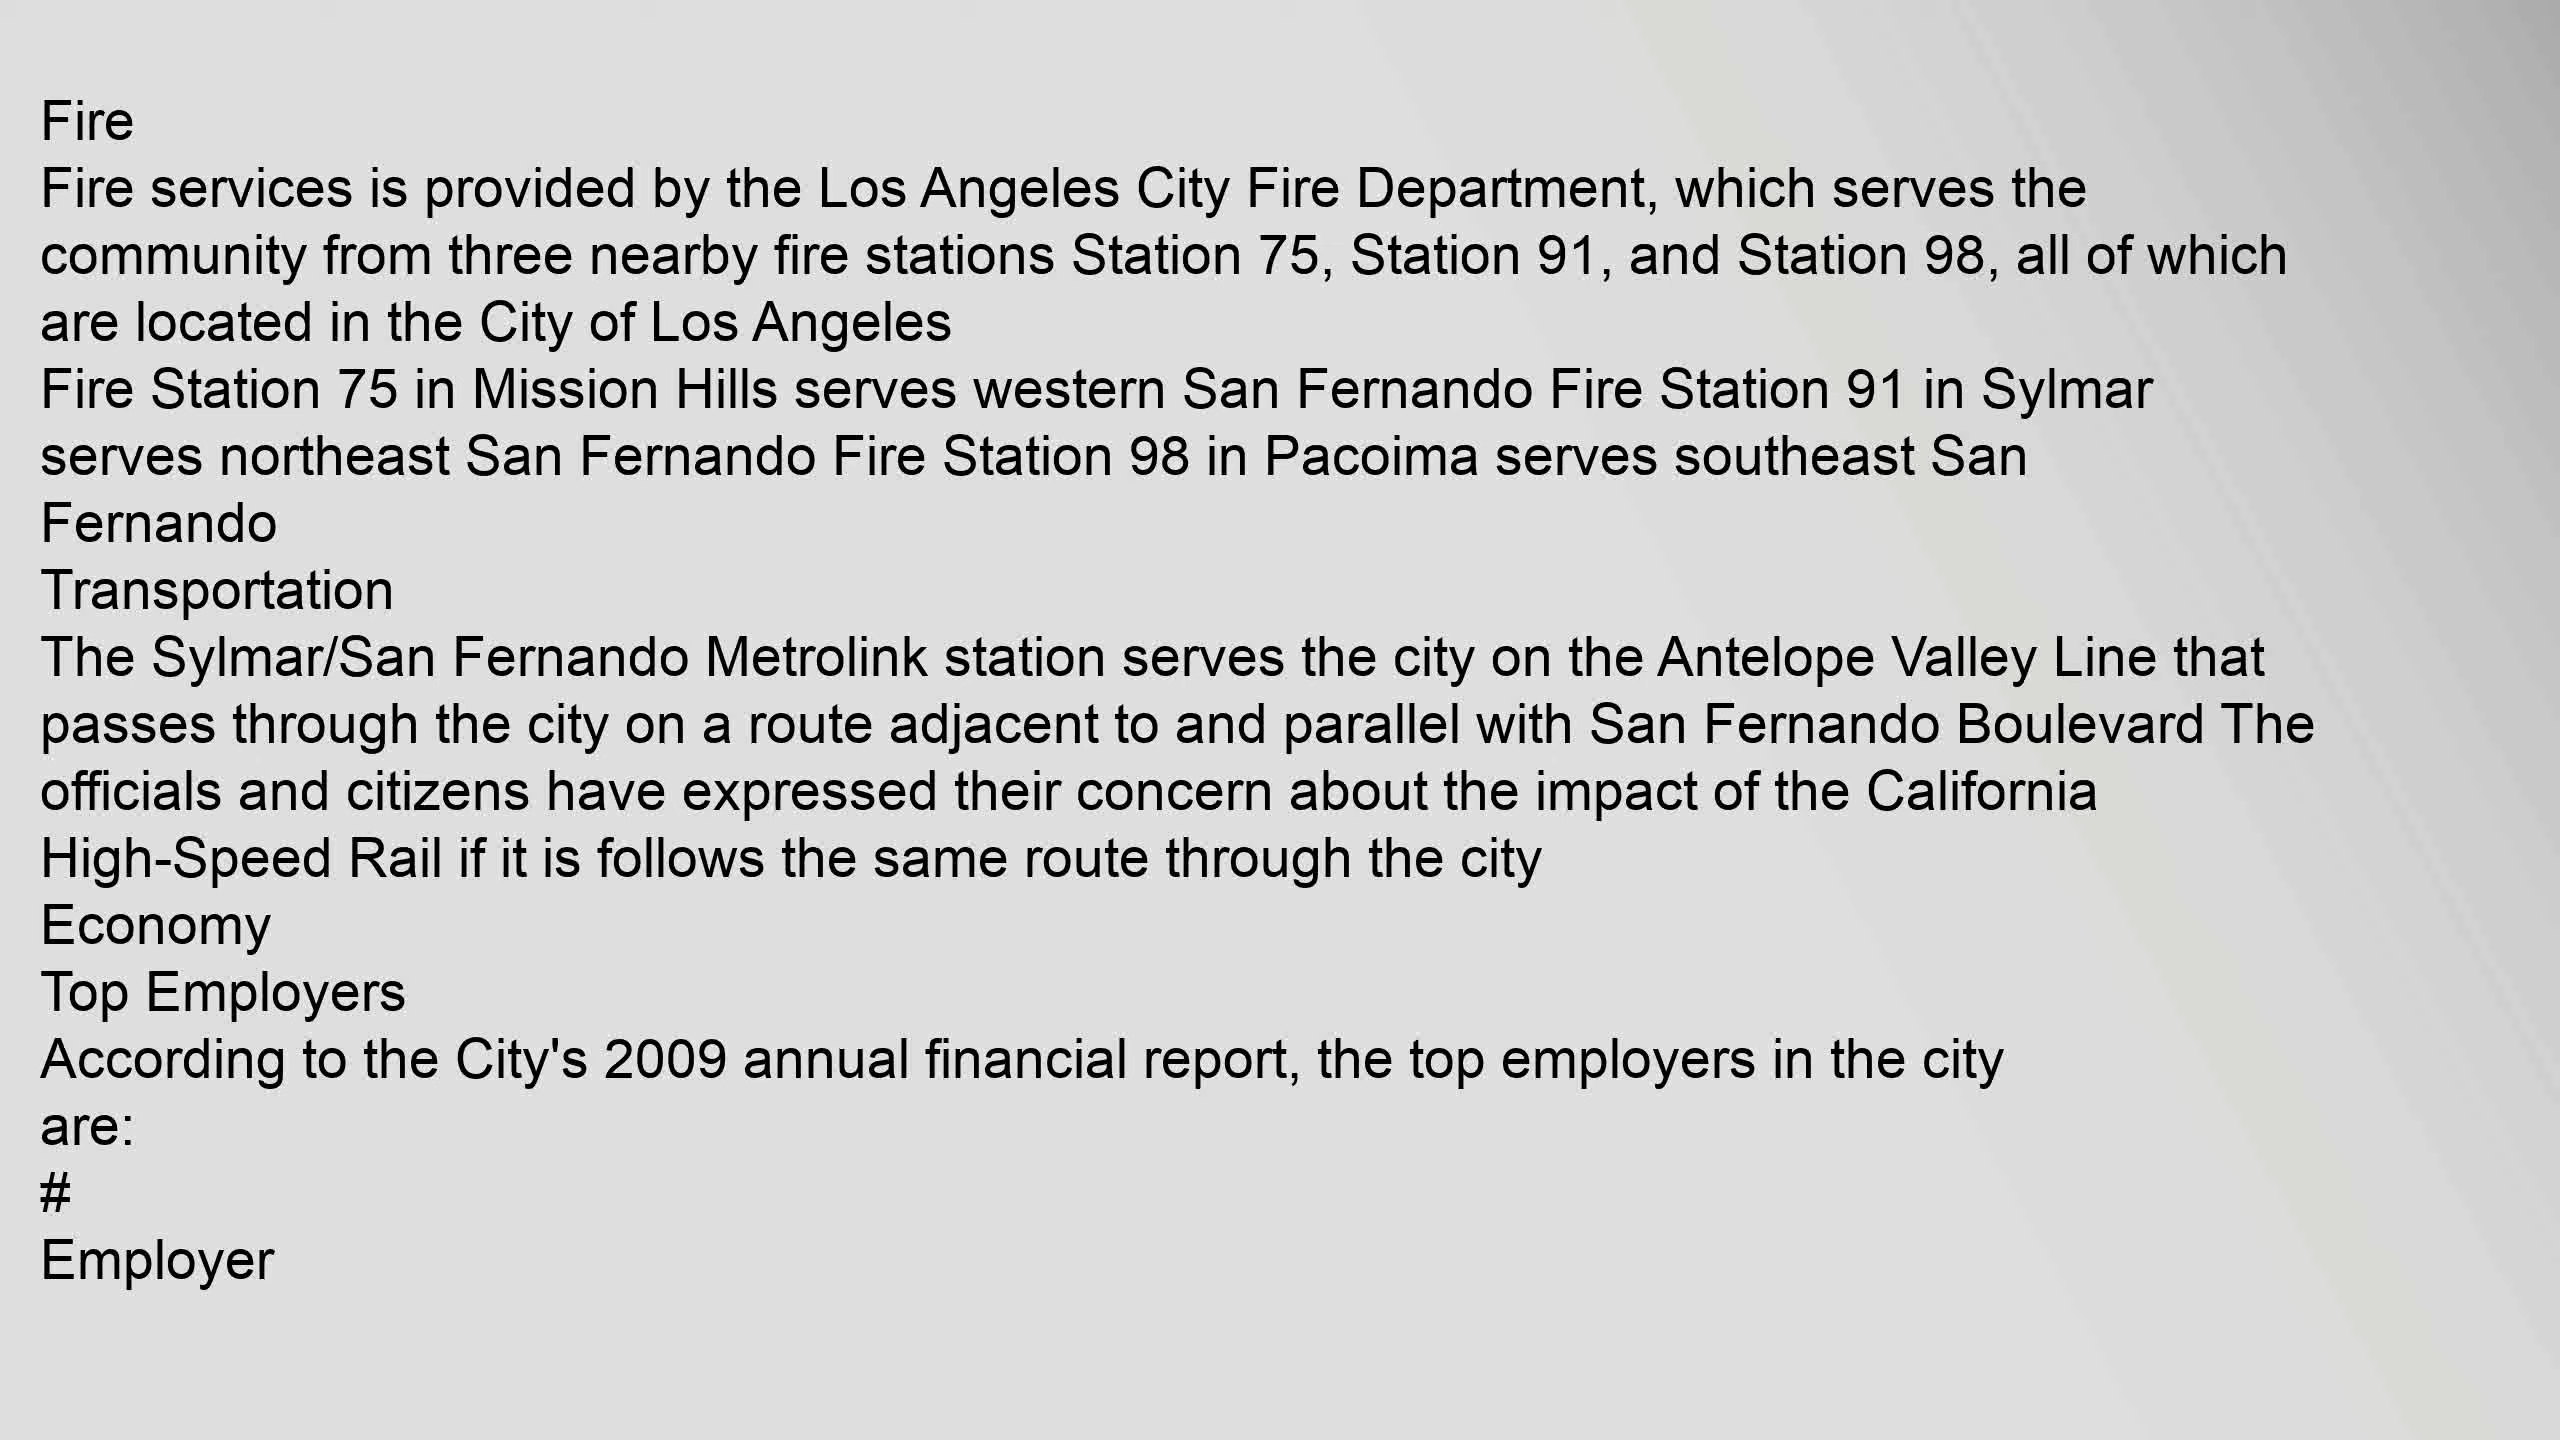 Fire
Fire services is provided by the Los Angeles City Fire Department, which serves the
community from three nearby fire stations Station 75, Station 91, and Station 98, all of which
are located in the City of Los Angeles
Fire Station 75 in Mission Hills serves western San Fernando Fire Station 91 in Sylmar
serves northeast San Fernando Fire Station 98 in Pacoima serves southeast San
Fernando
Transportation
The Sylmar/San Fernando Metrolink station serves the city on the Antelope Valley Line that
passes through the city on a route adjacent to and parallel with San Fernando Boulevard The
officials and citizens have expressed their concern about the impact of the California
High-Speed Rail if it is follows the same route through the city
Economy
Top Employers
According to the City's 2009 annual financial report, the top employers in the city
are:
#
Employer